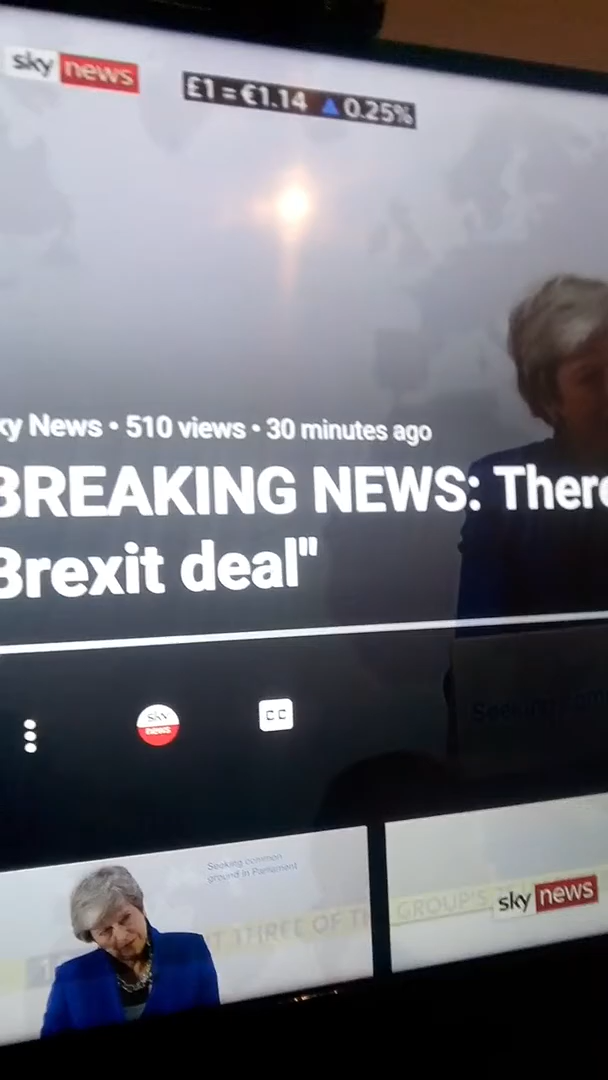 sky news
£1 = €1.14 ▲ 0.25%
ky News • 510 views • 30 minutes ago
BREAKING NEWS: There
Brexit deal"
sky
news
CC
Seeking common
ground in Parliament
THREE OF T
GROUP'S
sky news